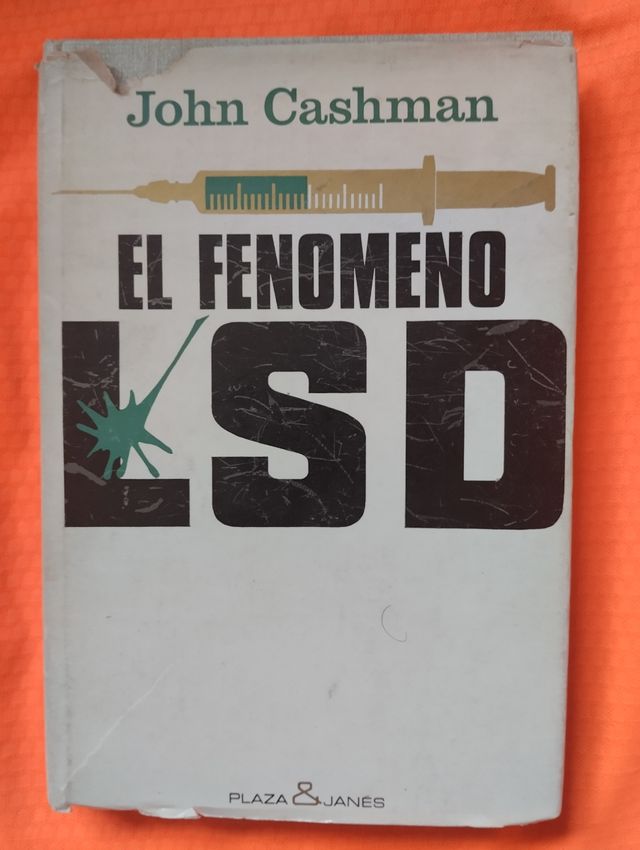 John Cashman
EL FENOMENO
LSD
PLAZA & JANÉS